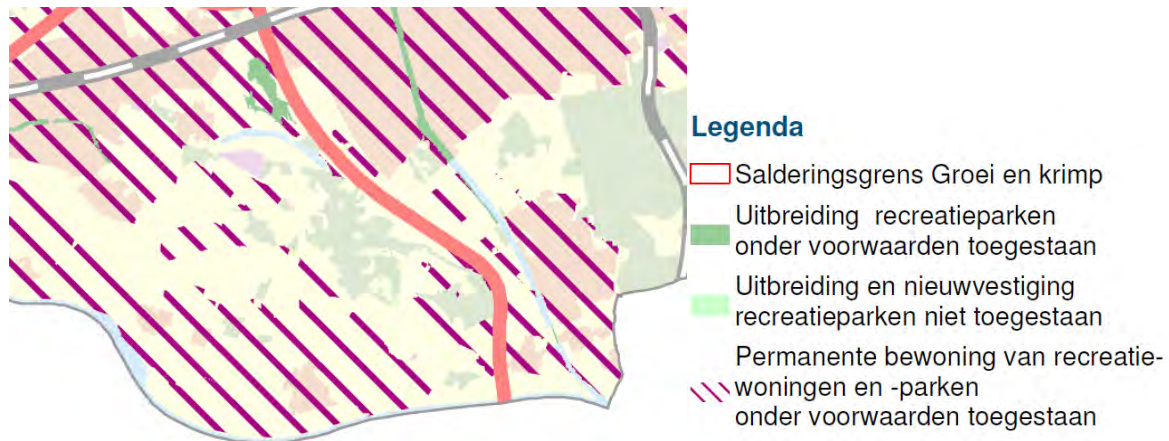 Legenda
Salderingsgrens Groei en krimp
Uitbreiding recreatieparken
onder voorwaarden toegestaan
Uitbreiding en nieuwvestiging
recreatieparken niet toegestaan
Permanente bewoning van recreatie-
woningen en -parken
onder voorwaarden toegestaan